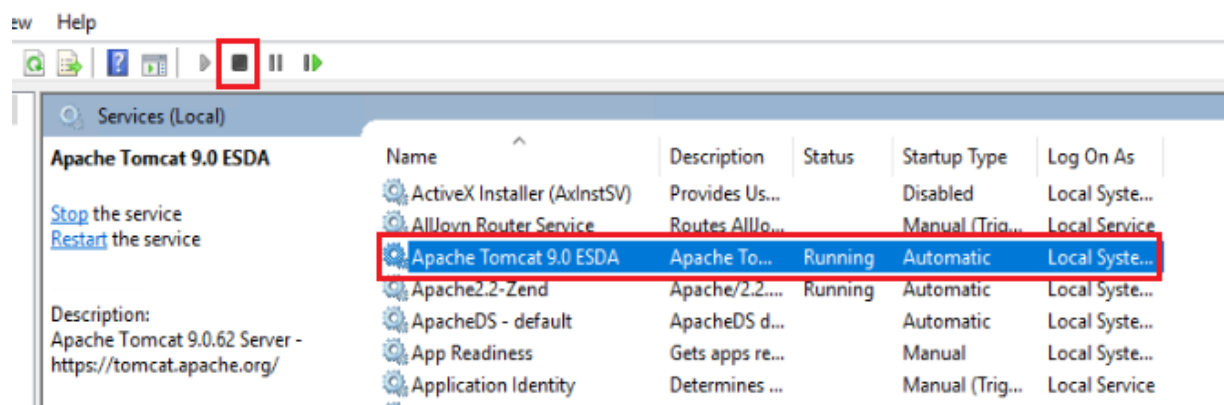 ew Help
?
Services (Local)
Apache Tomcat 9.0 ESDA
Stop the service
Restart the service
Description:
Apache Tomcat 9.0.62 Server -
https://tomcat.apache.org/
Name Description Status Startup Type Log On As
ActiveX Installer (AxInstSV) Provides Us... Disabled Local Syste...
AllJoyn Router Service Routes AllJo... Manual (Trig... Local Service
Apache Tomcat 9.0 ESDA Apache To... Running Automatic Local Syste...
Apache2.2-Zend Apache/2.2.... Running Automatic Local Syste...
ApacheDS - default ApacheDS d... Automatic Local Syste...
App Readiness Gets apps re... Manual Local Syste...
Application Identity Determines ... Manual (Trig... Local Service